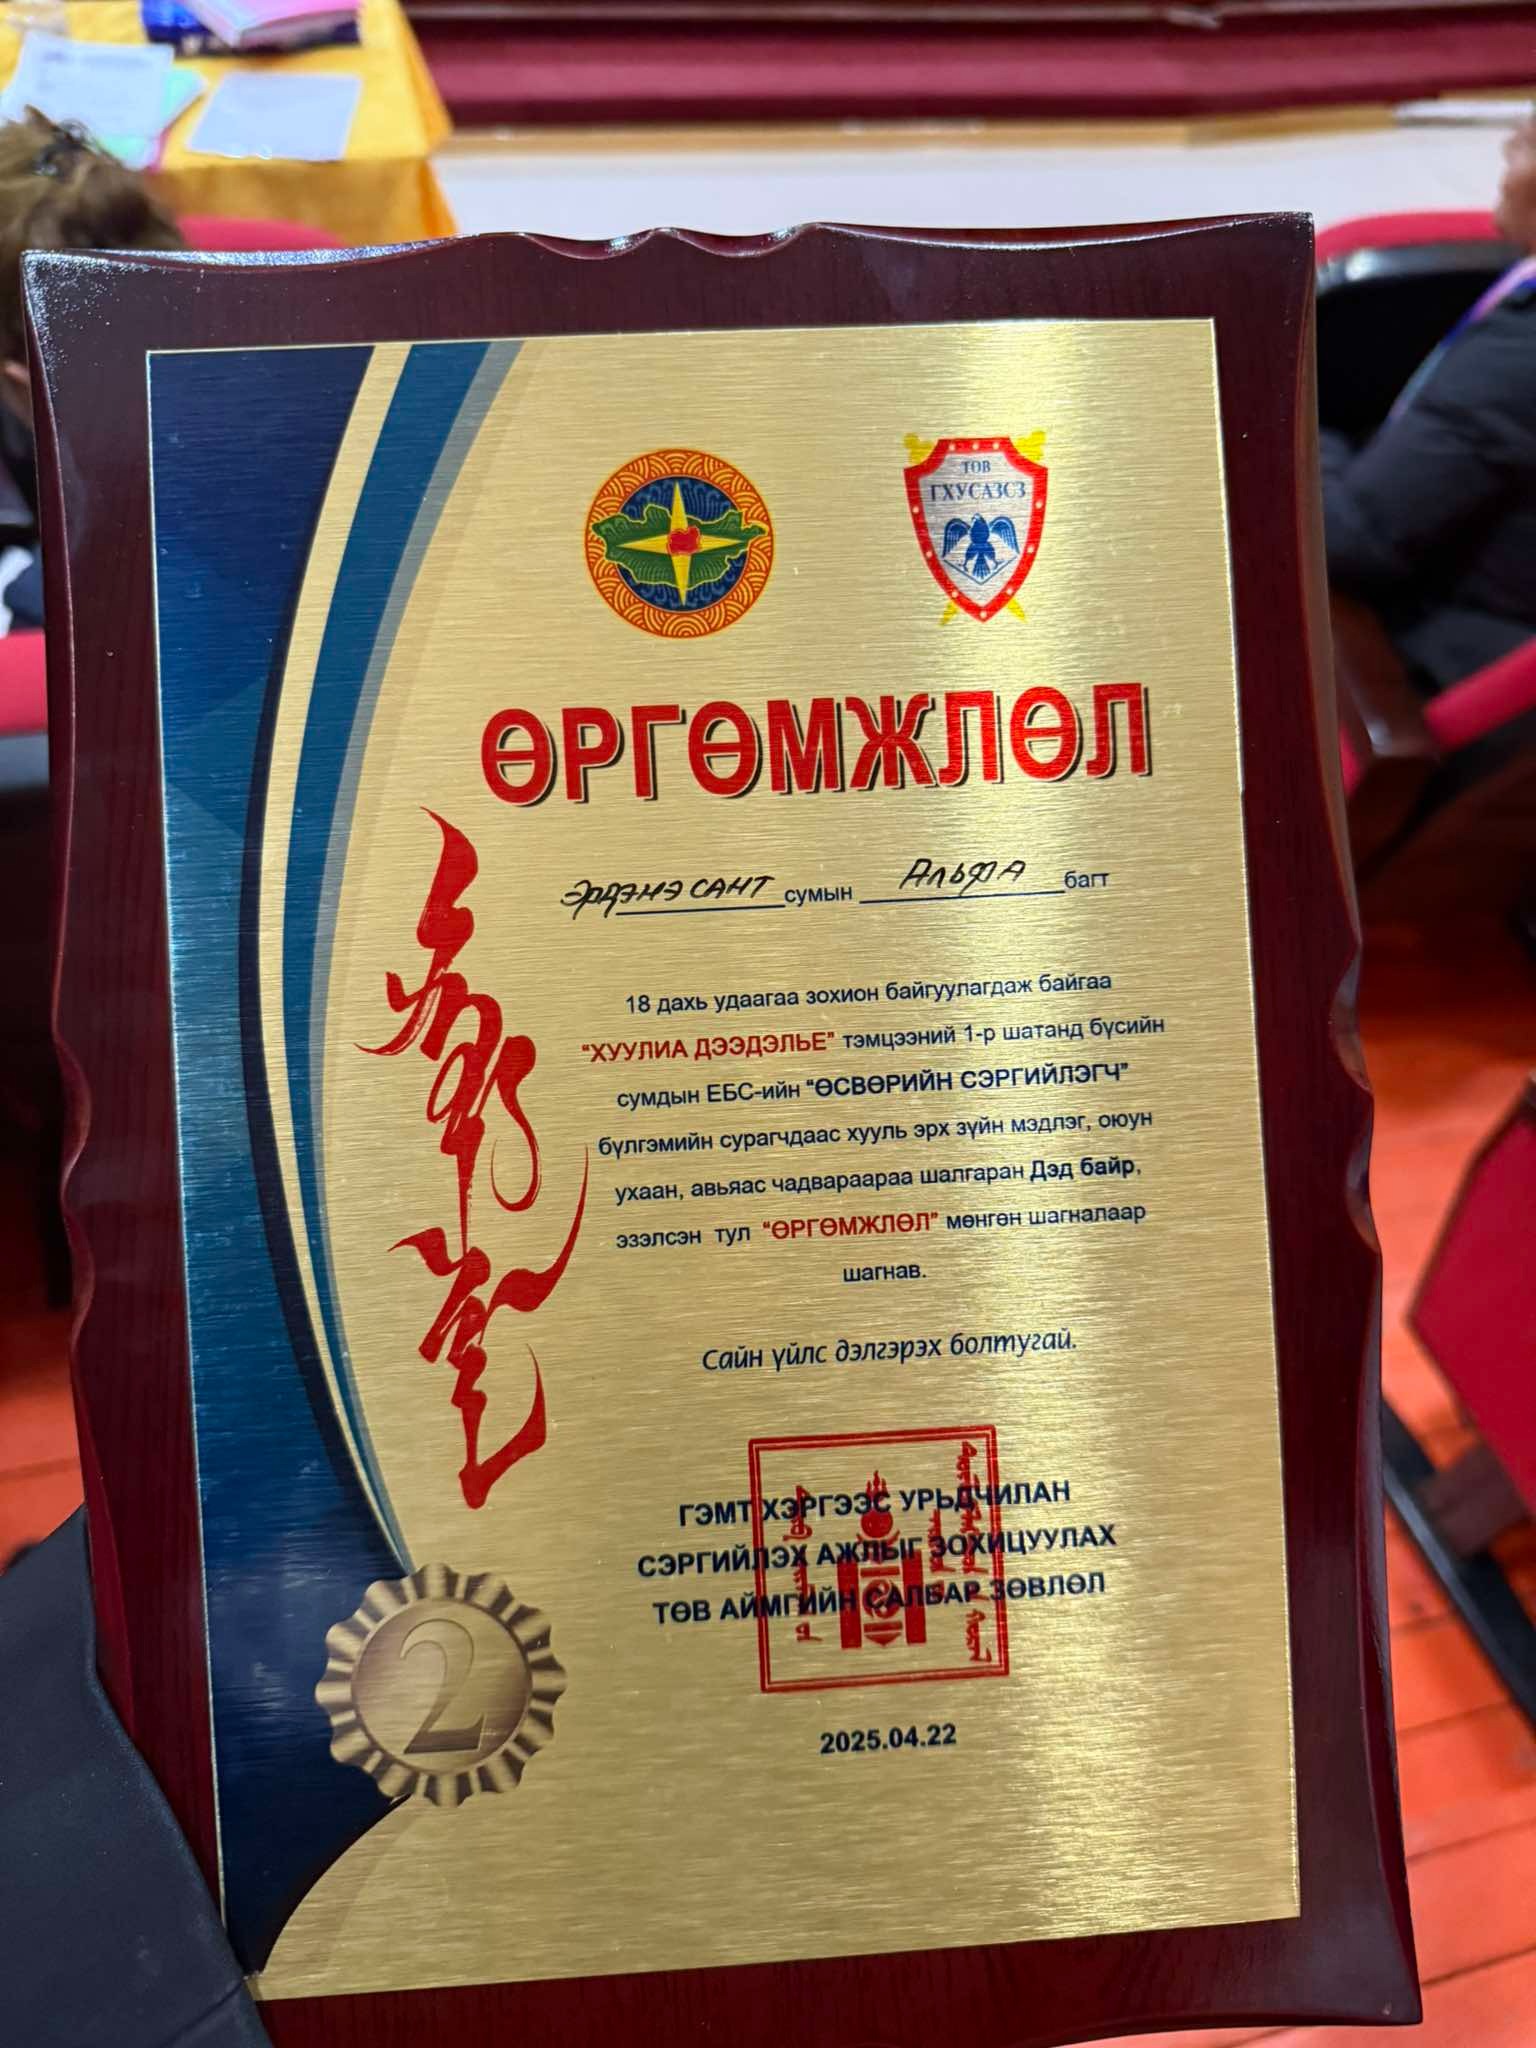 ТӨВ
ГХУСАЗСЗ
ӨРГӨМЖЛӨЛ
Эрдэнэсант сумын Альфа багт
18 дахь удаагаа зохион байгуулагдаж байгаа
“ХУУЛИА ДЭЭДЭЛЬЕ” тэмцээний 1-р шатанд бүсийн
сумдын ЕБС-ийн “ӨСВӨРИЙН СЭРГИЙЛЭГЧ”
бүлгэмийн сурагчдаас хууль эрх зүйн мэдлэг, оюун
ухаан, авьяас чадвараараа шалгаран Дэд байр,
эзэлсэн тул “ӨРГӨМЖЛӨЛ” мөнгөн шагналаар
шагнав.
Сайн үйлс дэлгэрэх болтугай.
ГЭМТ ХЭРГЭЭС УРЬДЧИЛАН
СЭРГИЙЛЭХ АЖЛЫГ ЗОХИЦУУЛАХ
ТӨВ АЙМГИЙН САЛБАР ЗӨВЛӨЛ
2
2025.04.22